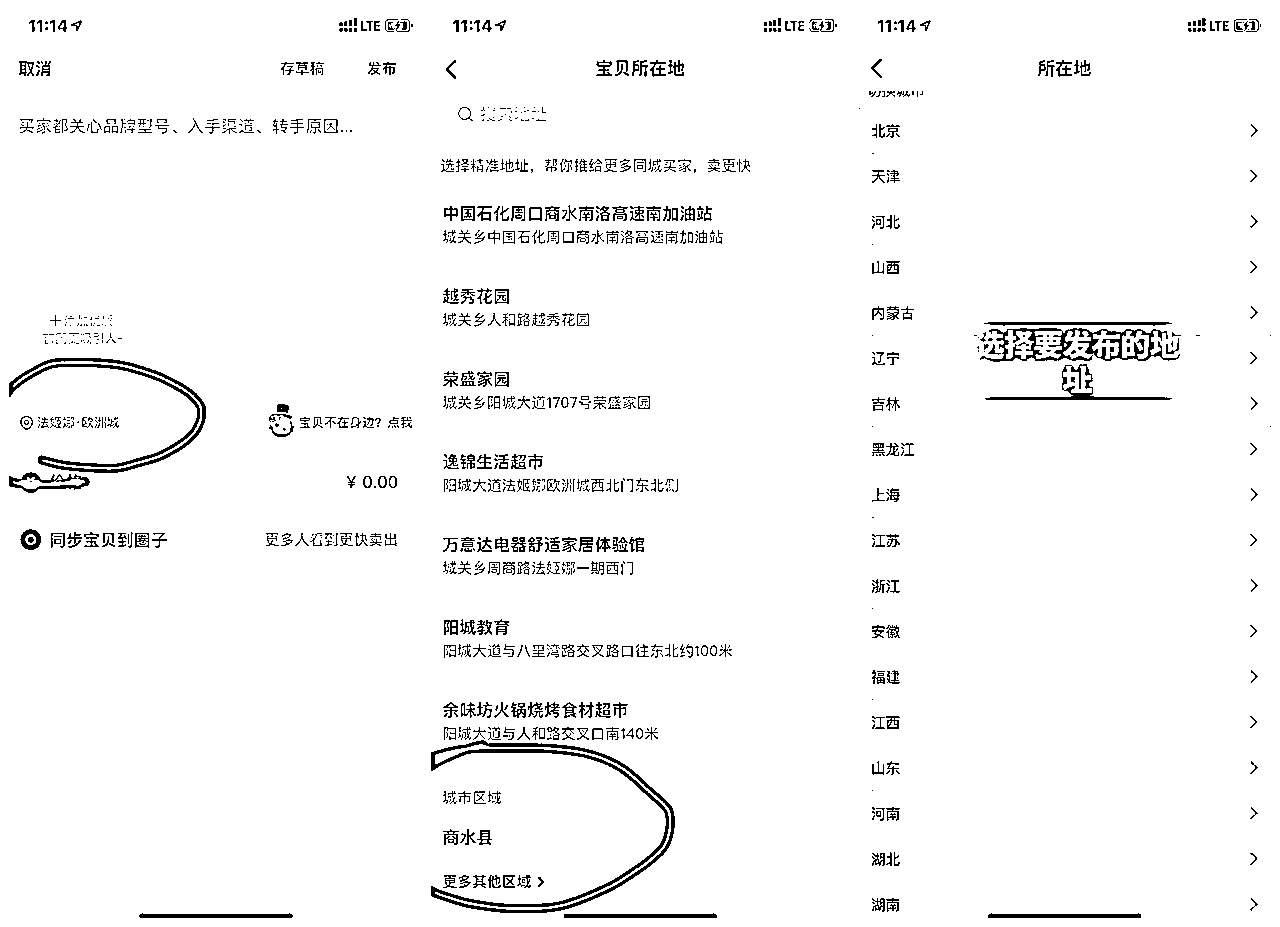 11:14
LTE
取消
存草稿
发布
买家都关心品牌型号、入手渠道、转手原因...
法姬娜·欧洲城
宝贝不在身边？点我
¥ 0.00
同步宝贝到圈子
更多人看到更快卖出
11:14
LTE
宝贝所在地
搜索地址
选择精准地址，帮你推给更多同城买家，卖更快
中国石化周口商水南洛高速南加油站
城关乡中国石化周口商水南洛高速南加油站
越秀花园
城关乡人和路越秀花园
荣盛家园
城关乡阳城大道1707号荣盛家园
逸锦生活超市
阳城大道法姬娜欧洲城西北门东北侧
万意达电器舒适家居体验馆
城关乡周商路法姬娜一期西门
阳城教育
阳城大道与八里湾路交叉路口往东北约100米
余味坊火锅烧烤食材超市
阳城大道与人和路交叉口南140米
城市区域
商水县
更多其他区域
11:14
LTE
所在地
切换城市
北京
天津
河北
山西
内蒙古
辽宁
吉林
黑龙江
上海
江苏
浙江
安徽
福建
江西
山东
河南
湖北
湖南
选择要发布的地
址